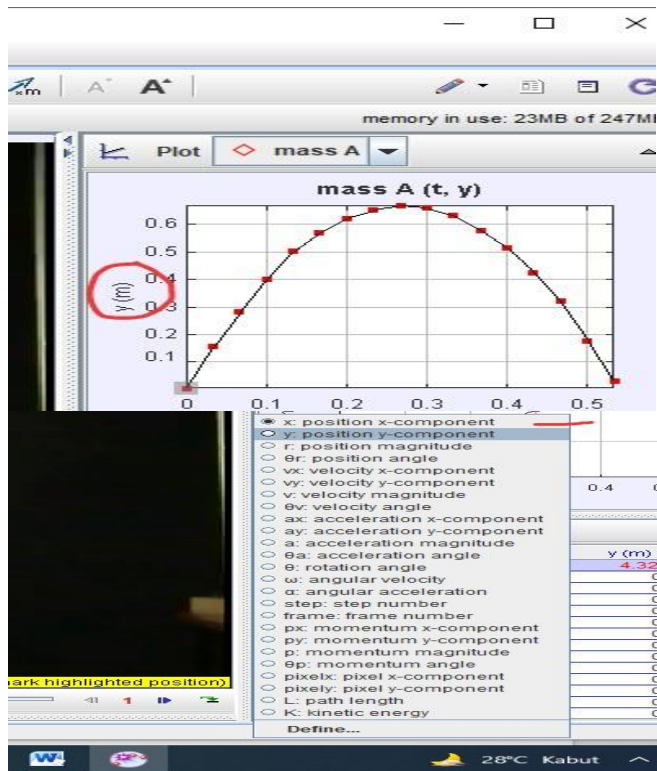 memory in use: 23MB of 247MB
Plot mass A
mass A (t, y)
y (m)
0.6
0.5
0.4
0.3
0.2
0.1
0 0.1 0.2 0.3 0.4 0.5
x: position x-component
y: position y-component
r: position magnitude
θr: position angle
vx: velocity x-component
vy: velocity y-component
v: velocity magnitude
θv: velocity angle
ax: acceleration x-component
ay: acceleration y-component
a: acceleration magnitude
θa: acceleration angle
θ: rotation angle
ω: angular velocity
α: angular acceleration
step: step number
frame: frame number
px: momentum x-component
py: momentum y-component
p: momentum magnitude
θp: momentum angle
pixelx: pixel x-component
pixely: pixel y-component
L: path length
K: kinetic energy
Define...
0.4
y (m)
4.32
ark highlighted position)
1
28°C Kabut